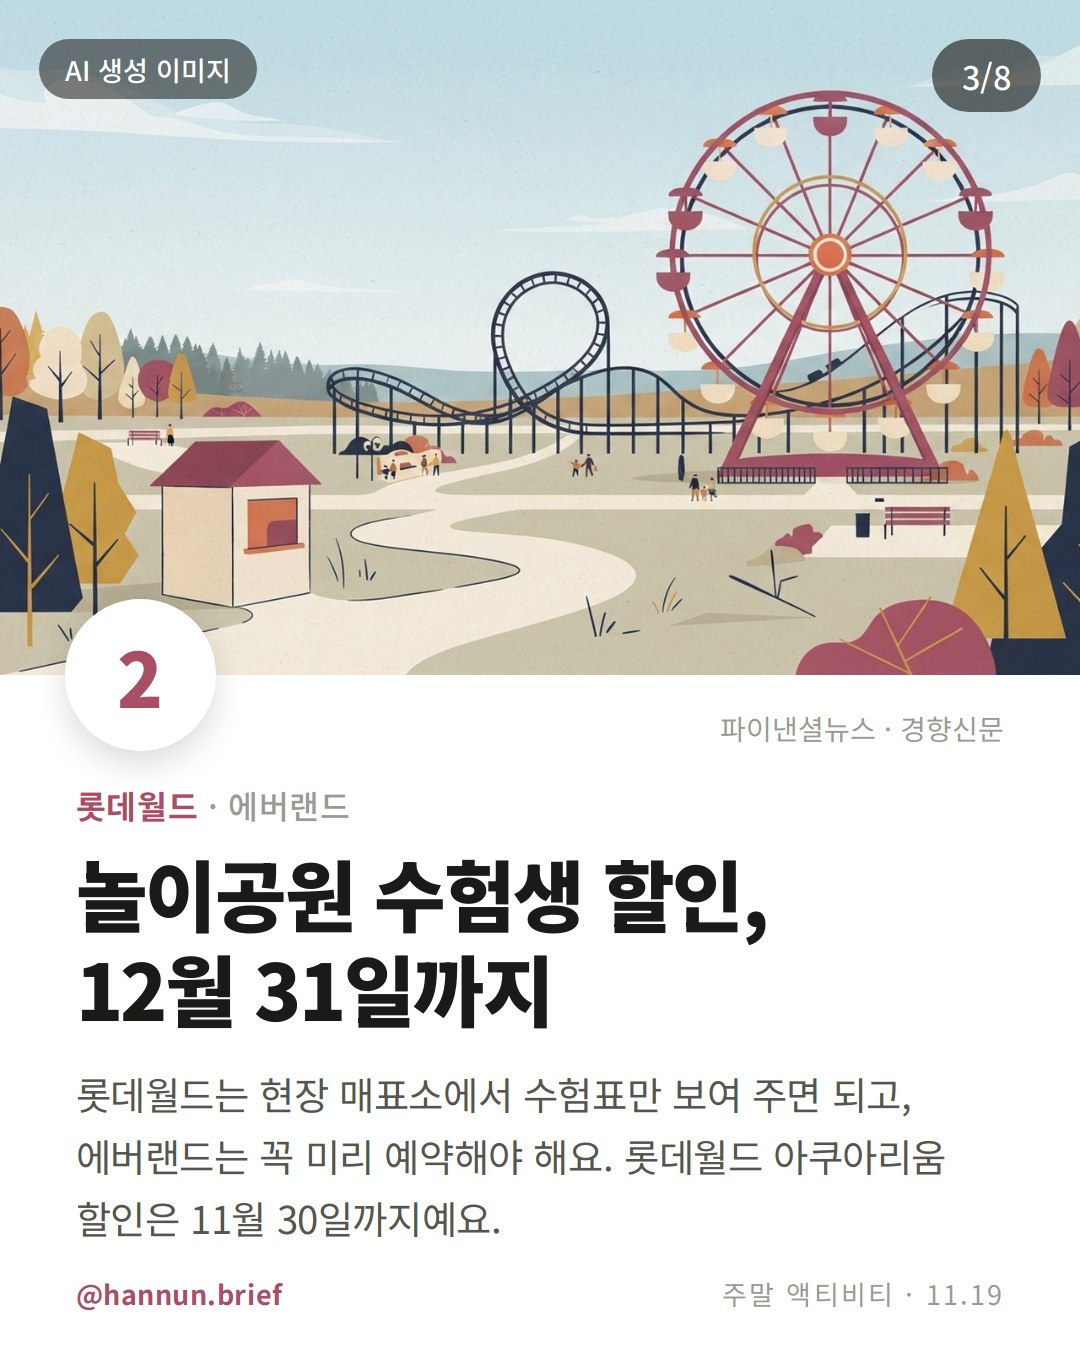 AI 생성 이미지
3/8
2
파이낸셜뉴스 · 경향신문
롯데월드 · 에버랜드
놀이공원 수험생 할인,
12월 31일까지
롯데월드는 현장 매표소에서 수험표만 보여 주면 되고,
에버랜드는 꼭 미리 예약해야 해요. 롯데월드 아쿠아리움
할인은 11월 30일까지예요.
@hannun.brief
주말 액티비티 · 11.19